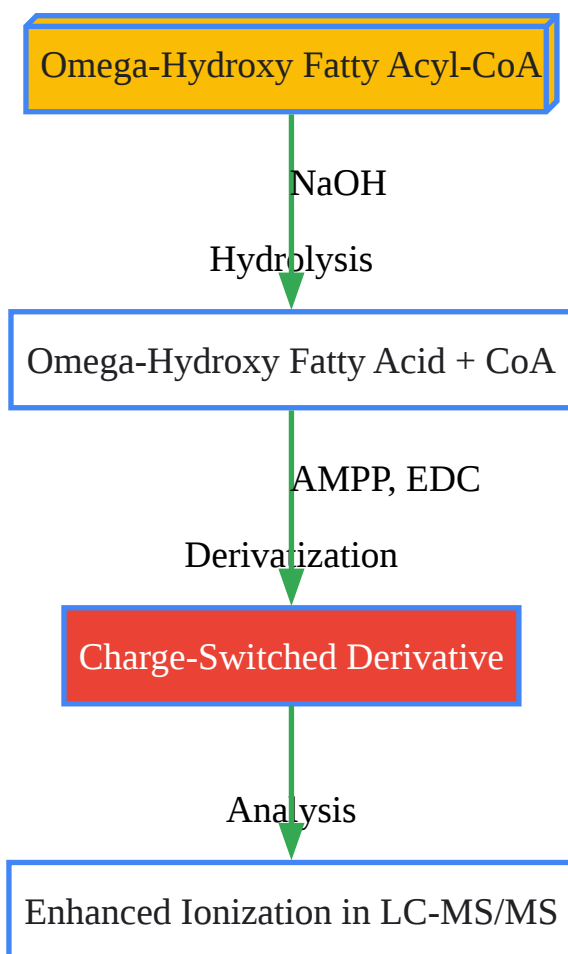 Omega-Hydroxy Fatty Acyl-CoA
NaOH
Hydrolysis
Omega-Hydroxy Fatty Acid + CoA
AMPP, EDC
Derivatization
Charge-Switched Derivative
Analysis
Enhanced Ionization in LC-MS/MS